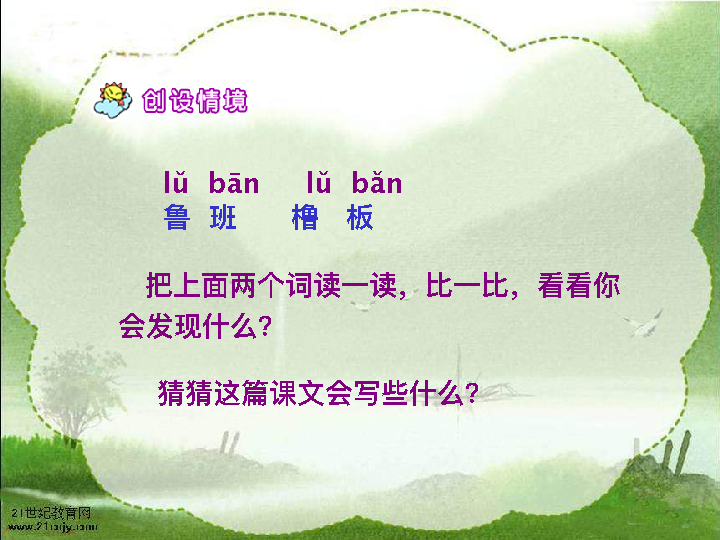 创设情境
lǔ bān lǔ bǎn
鲁 班 橹 板
把上面两个词读一读，比一比，看看你
会发现什么？
猜猜这篇课文会写些什么？
21世纪教育网
www.21cnjy.com